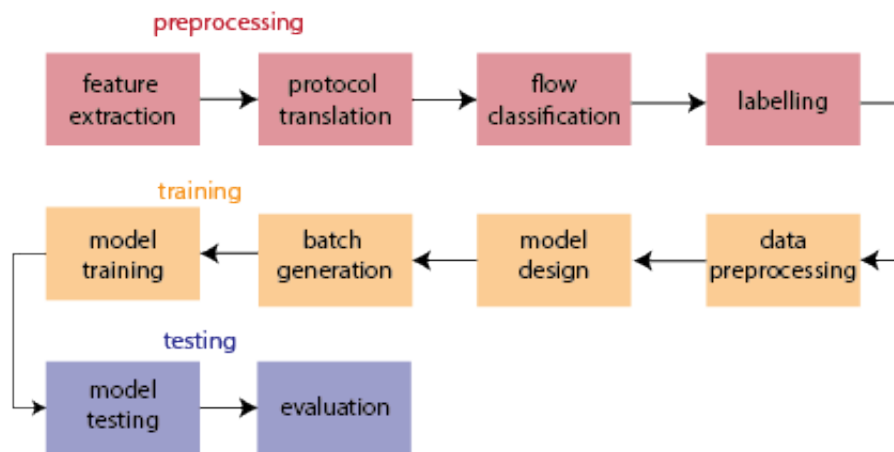 preprocessing
feature
extraction
protocol
translation
flow
classification
labelling
training
model
training
batch
generation
model
design
data
preprocessing
testing
model
testing
evaluation